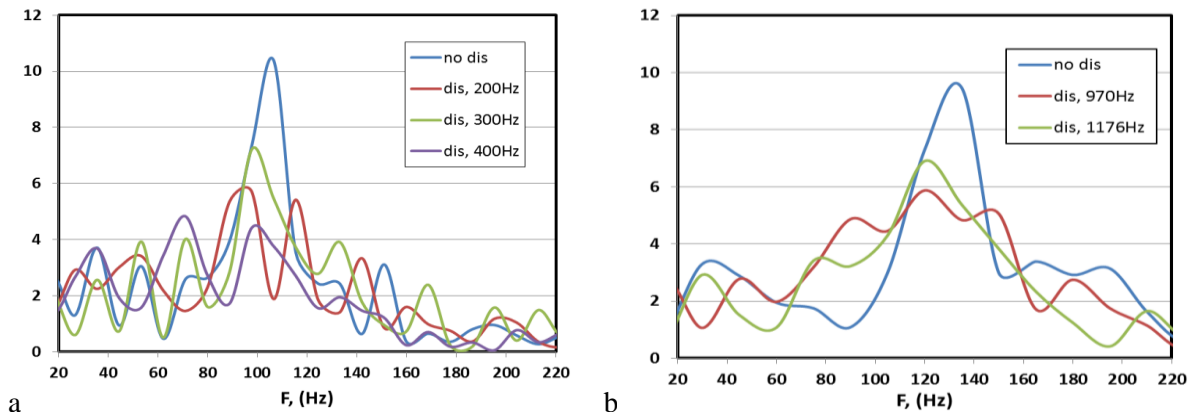 12
10
8
6
4
2
0
no dis
dis, 200Hz
dis, 300Hz
dis, 400Hz
20 40 60 80 100 120 140 160 180 200 220
F, (Hz)
a
12
10
8
6
4
2
0
no dis
dis, 970Hz
dis, 1176Hz
20 40 60 80 100 120 140 160 180 200 220
F, (Hz)
b